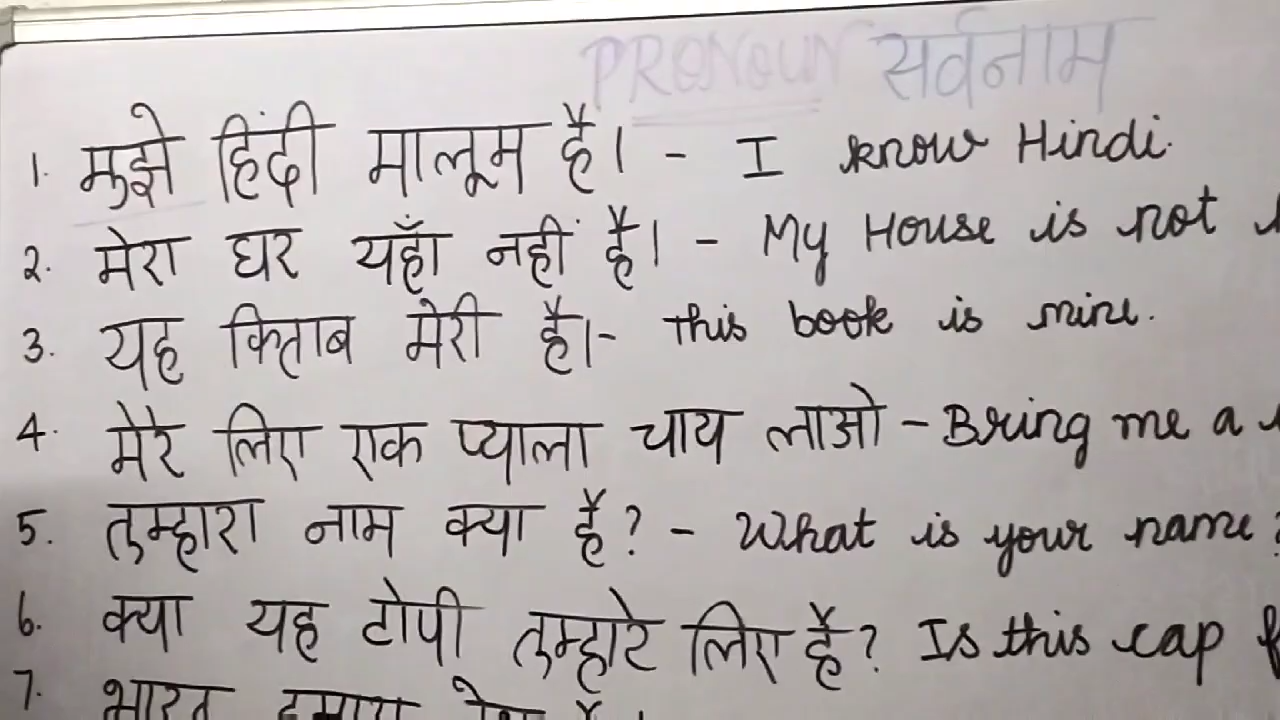 PRONOUN सर्वनाम
1. मुझे हिंदी मालूम है। - I know Hindi.
2. मेरा घर यहाँ नहीं है। - My House is not
3. यह किताब मेरी है।- this book is mine.
4. मेरे लिए एक प्याला चाय लाओ - Bring me a
5. तुम्हारा नाम क्या है? - What is your name?
6. क्या यह टोपी तुम्हारे लिए है? Is this cap
7. भारत हमारा देश है।